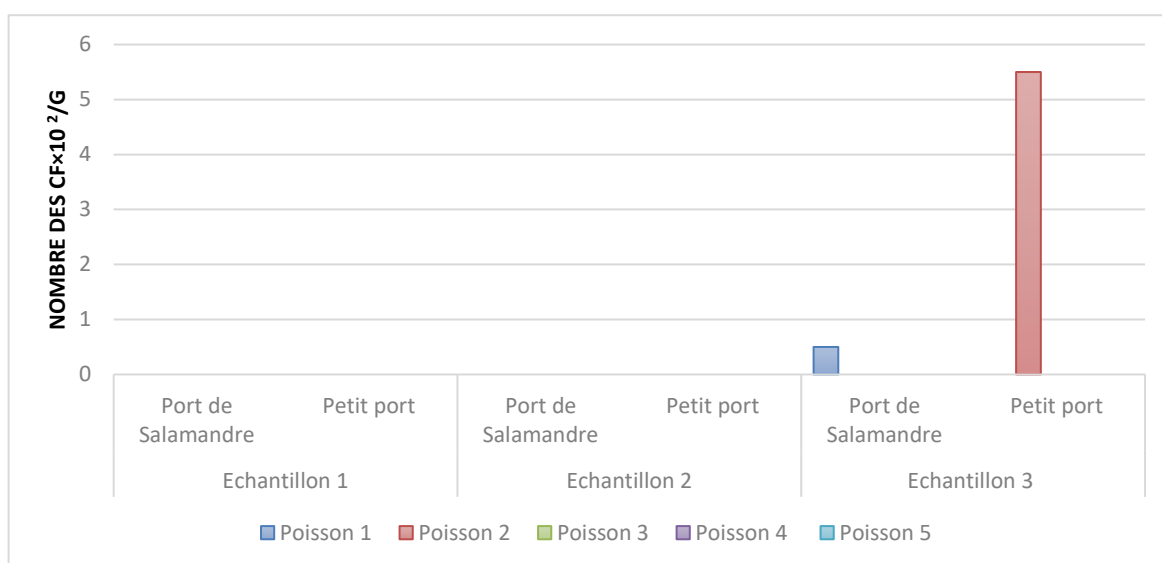 NOMBRE DES CF×10 ²/G
6
5
4
3
2
1
0
Port de Salamandre
Petit port
Port de Salamandre
Petit port
Port de Salamandre
Petit port
Echantillon 1
Echantillon 2
Echantillon 3
Poisson 1
Poisson 2
Poisson 3
Poisson 4
Poisson 5